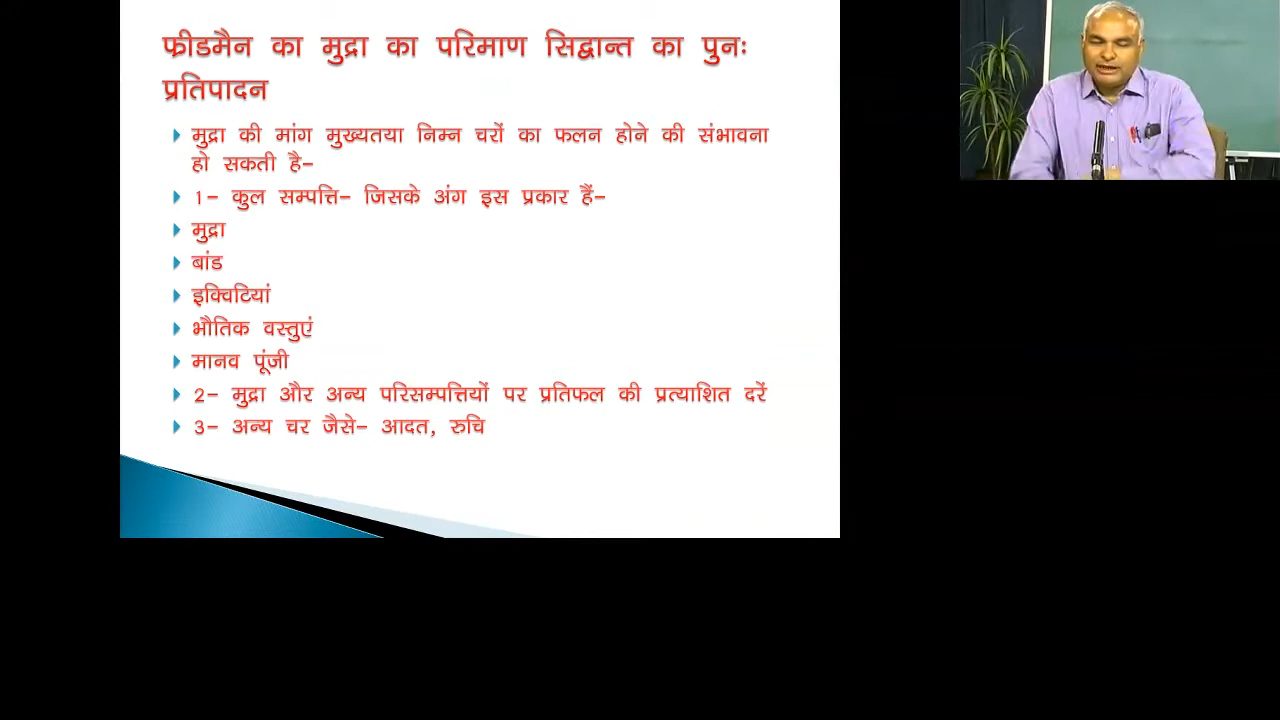 फ्रीडमैन का मुद्रा का परिमाण सिद्वान्त का पुनः
प्रतिपादन
मुद्रा की मांग मुख्यतया निम्न चरों का फलन होने की संभावना
हो सकती है-
1- कुल सम्पत्ति- जिसके अंग इस प्रकार हैं-
मुद्रा
बांड
इक्विटियां
भौतिक वस्तुएं
मानव पूंजी
2- मुद्रा और अन्य परिसम्पत्तियों पर प्रतिफल की प्रत्याशित दरें
3- अन्य चर जैसे- आदत, रुचि